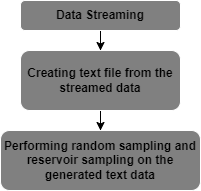 Data Streaming
Creating text file from the
streamed data
Performing random sampling and
reservoir sampling on the
generated text data